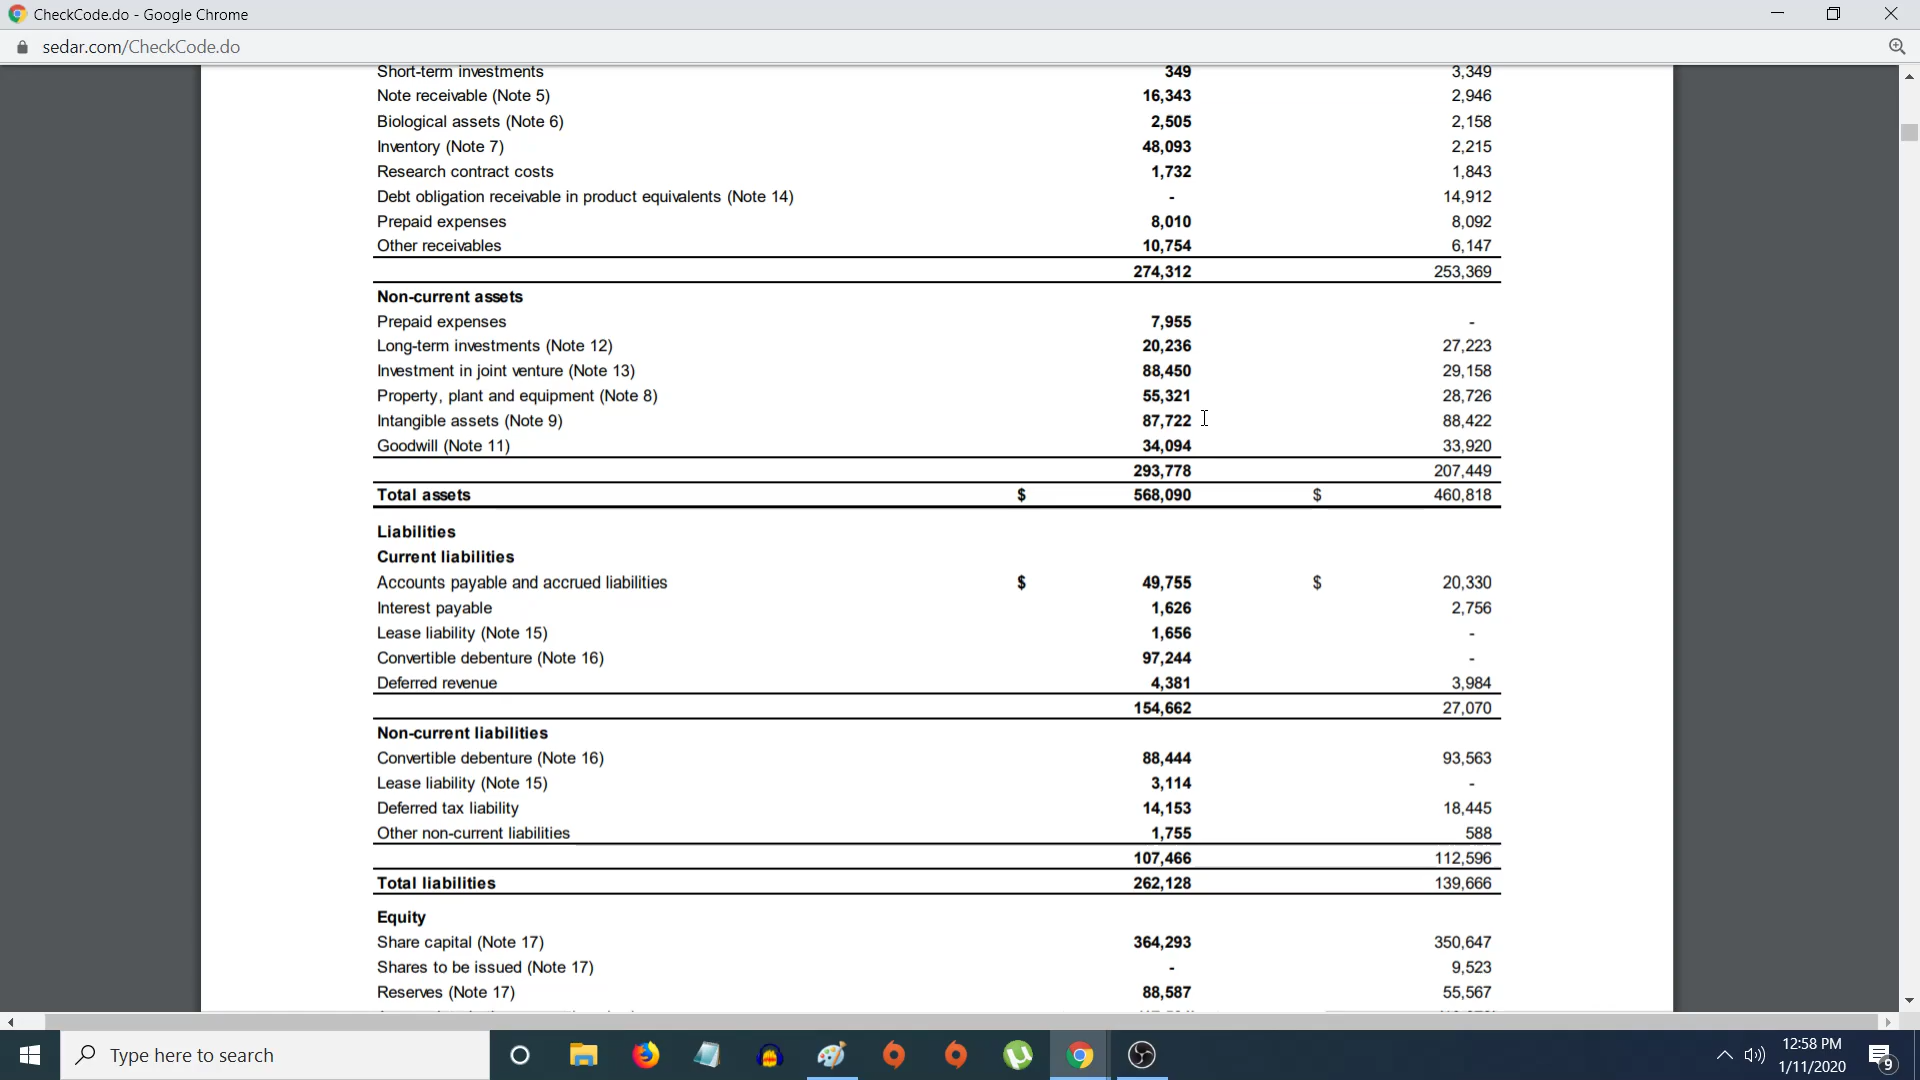 CheckCode.do - Google Chrome
sedar.com/CheckCode.do
Short-term investments 349 3,349
Note receivable (Note 5) 16,343 2,946
Biological assets (Note 6) 2,505 2,158
Inventory (Note 7) 48,093 2,215
Research contract costs 1,732 1,843
Debt obligation receivable in product equivalents (Note 14) - 14,912
Prepaid expenses 8,010 8,092
Other receivables 10,754 6,147
274,312 253,369
Non-current assets
Prepaid expenses 7,955 -
Long-term investments (Note 12) 20,236 27,223
Investment in joint venture (Note 13) 88,450 29,158
Property, plant and equipment (Note 8) 55,321 28,726
Intangible assets (Note 9) 87,722 88,422
Goodwill (Note 11) 34,094 33,920
293,778 207,449
Total assets $ 568,090 $ 460,818
Liabilities
Current liabilities
Accounts payable and accrued liabilities $ 49,755 $ 20,330
Interest payable 1,626 2,756
Lease liability (Note 15) 1,656 -
Convertible debenture (Note 16) 97,244 -
Deferred revenue 4,381 3,984
154,662 27,070
Non-current liabilities
Convertible debenture (Note 16) 88,444 93,563
Lease liability (Note 15) 3,114 -
Deferred tax liability 14,153 18,445
Other non-current liabilities 1,755 588
107,466 112,596
Total liabilities 262,128 139,666
Equity
Share capital (Note 17) 364,293 350,647
Shares to be issued (Note 17) - 9,523
Reserves (Note 17) 88,587 55,567
Type here to search
12:58 PM
1/11/2020
9